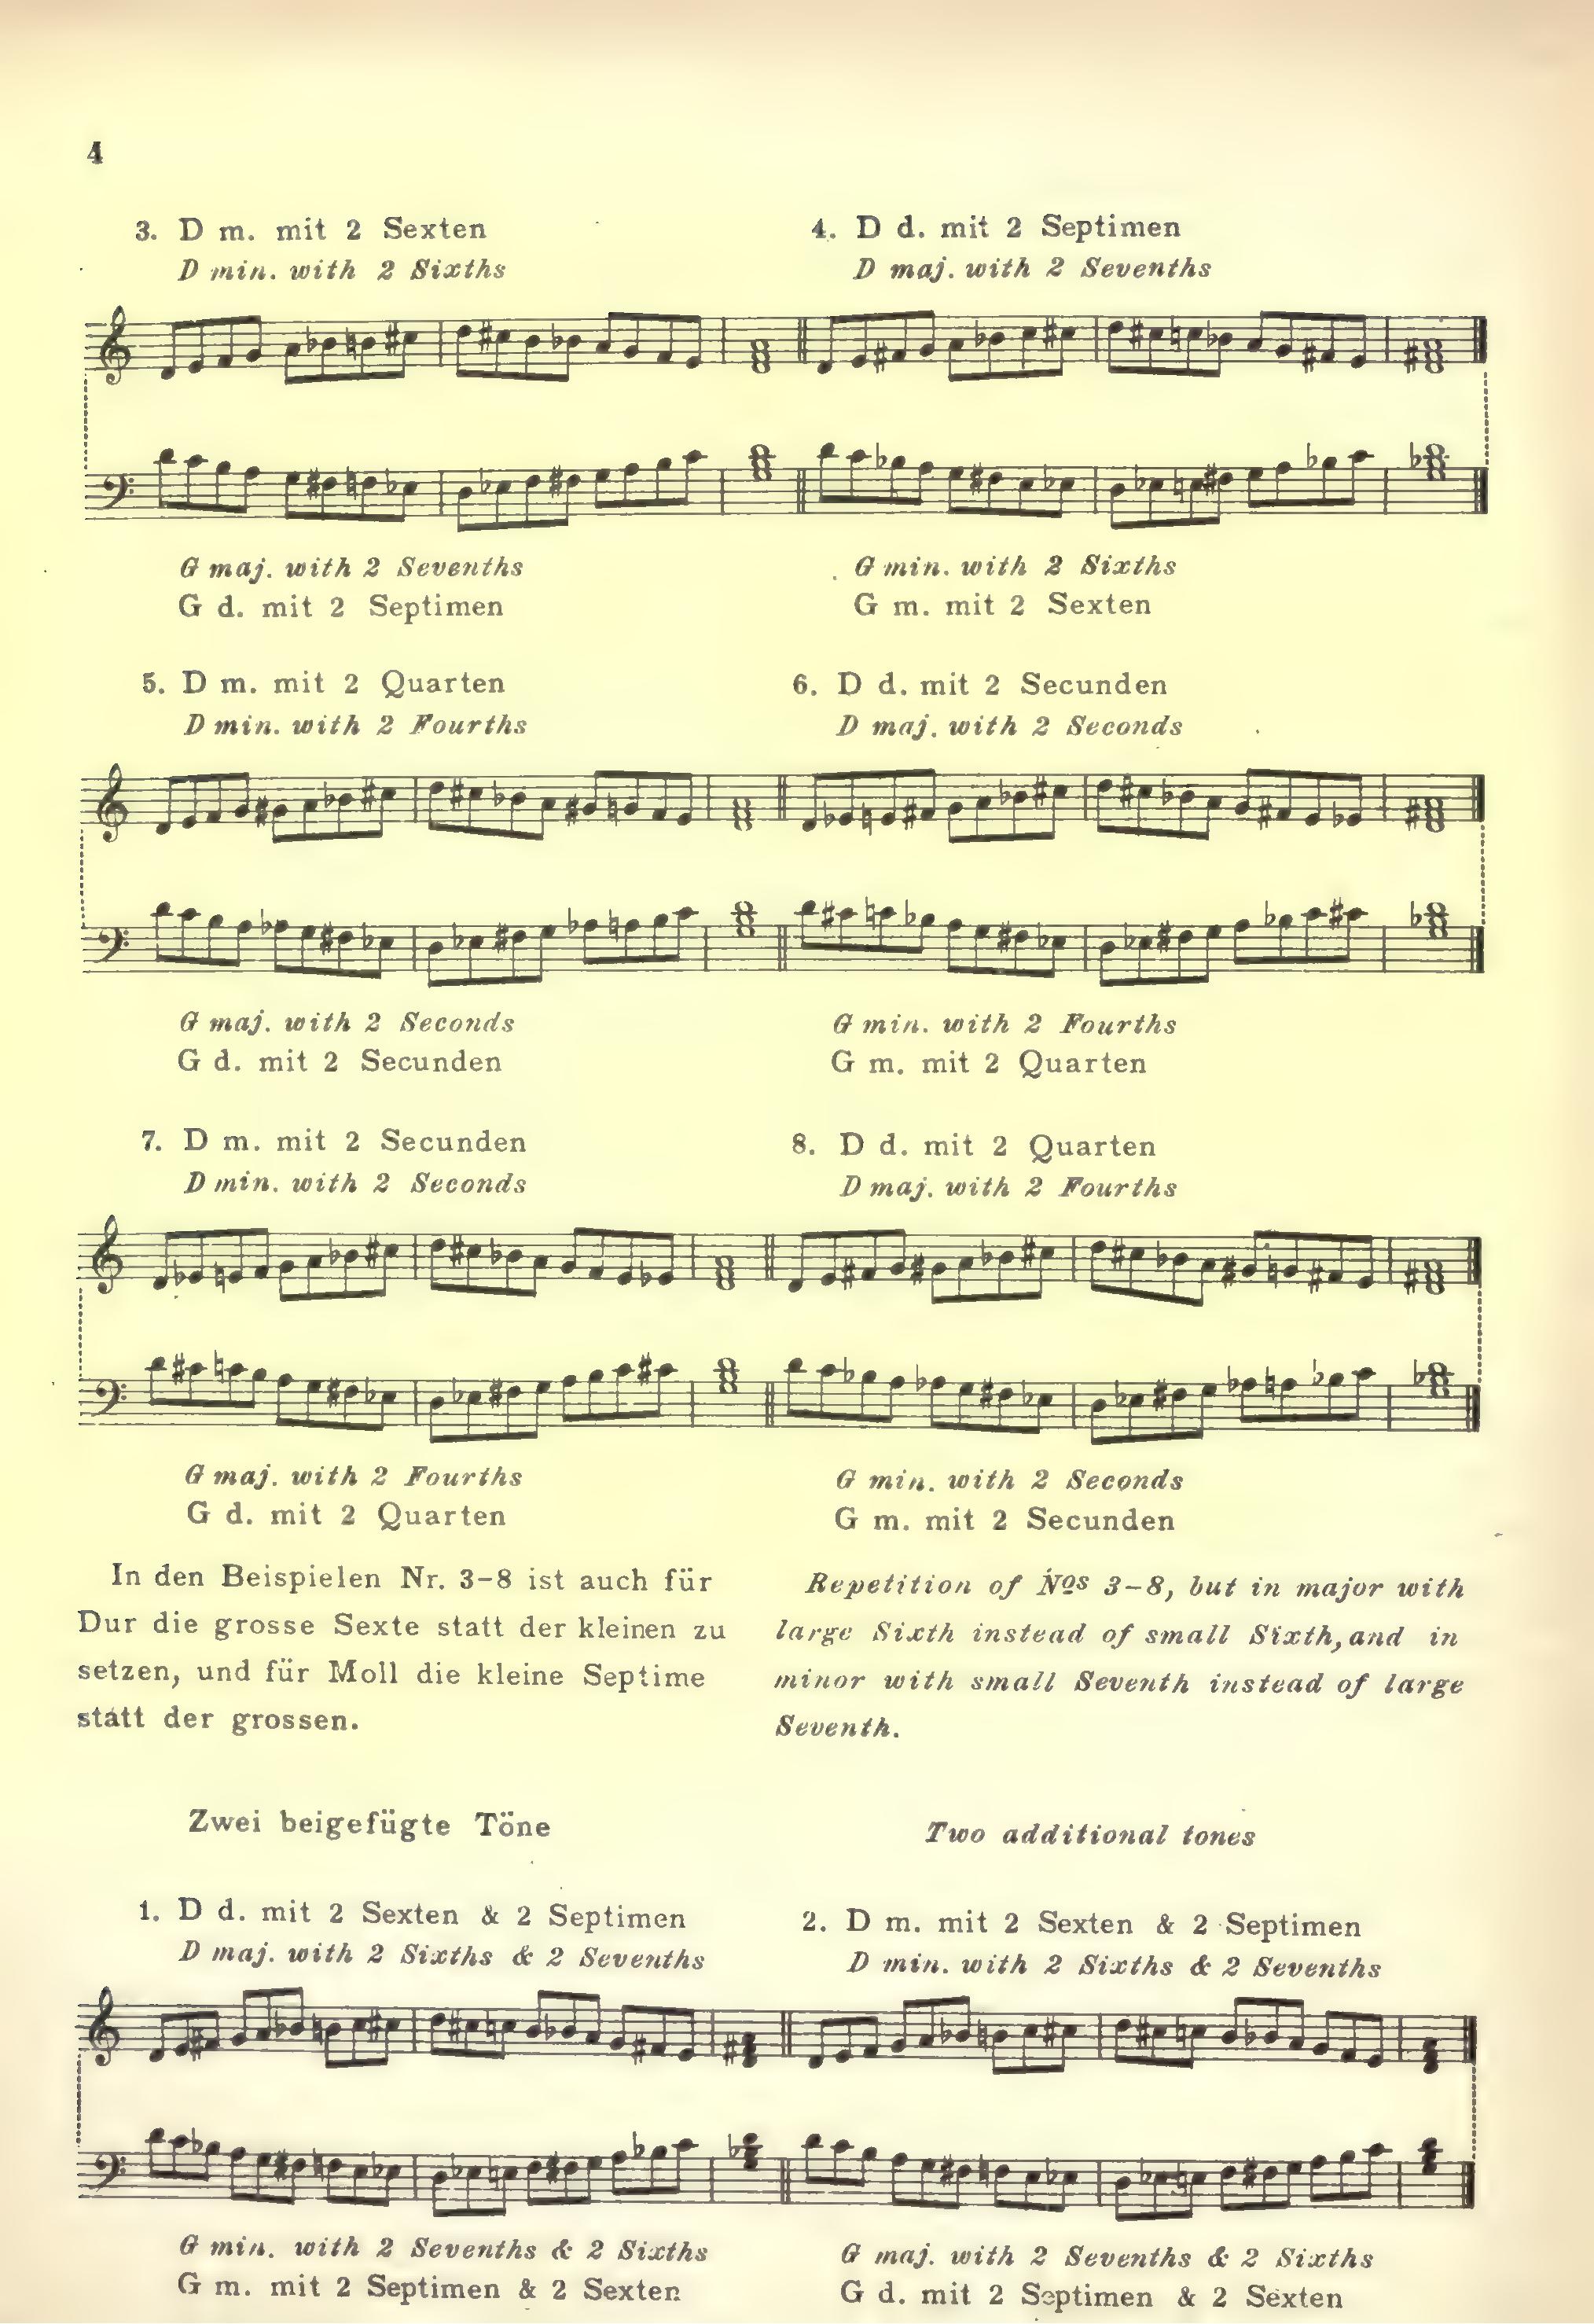 4
3. D m. mit 2 Sexten
D min. with 2 Sixths
4. D d. mit 2 Septimen
D maj. with 2 Sevenths
G maj. with 2 Sevenths
G d. mit 2 Septimen
G min. with 2 Sixths
G m. mit 2 Sexten
5. D m. mit 2 Quarten
D min. with 2 Fourths
6. D d. mit 2 Secunden
D maj. with 2 Seconds
G maj. with 2 Seconds
G d. mit 2 Secunden
G min. with 2 Fourths
G m. mit 2 Quarten
7. D m. mit 2 Secunden
D min. with 2 Seconds
8. D d. mit 2 Quarten
D maj. with 2 Fourths
G maj. with 2 Fourths
G d. mit 2 Quarten
G min. with 2 Seconds
G m. mit 2 Secunden
In den Beispielen Nr. 3-8 ist auch für
Dur die grosse Sexte statt der kleinen zu
setzen, und für Moll die kleine Septime
statt der grossen.
Repetition of Nos 3-8, but in major with
large Sixth instead of small Sixth, and in
minor with small Seventh instead of large
Seventh.
Zwei beigefügte Töne
Two additional tones
1. D d. mit 2 Sexten & 2 Septimen
D maj. with 2 Sixths & 2 Sevenths
2. D m. mit 2 Sexten & 2 Septimen
D min. with 2 Sixths & 2 Sevenths
G min. with 2 Sevenths & 2 Sixths
G m. mit 2 Septimen & 2 Sexten
G maj. with 2 Sevenths & 2 Sixths
G d. mit 2 Septimen & 2 Sexten